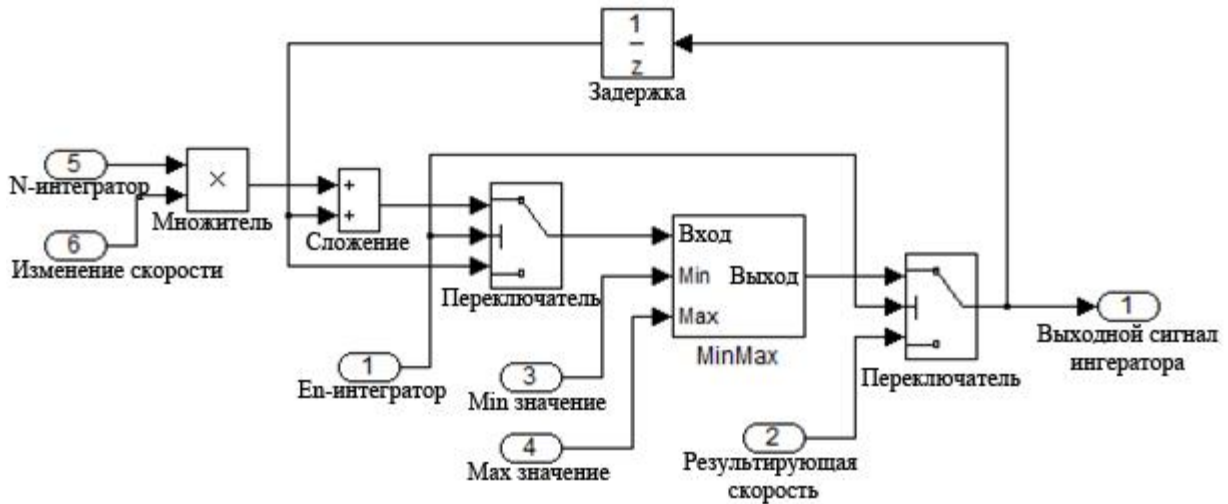 1
z
Задержка
5
N-интегратор
×
Множитель
6
Изменение скорости
+
+
Сложение
Переключатель
1
En-интегратор
Вход
Min
Max
Выход
MinMax
3
Min значение
4
Max значение
Переключатель
2
Результирующая
скорость
1
Выходной сигнал
ингератора